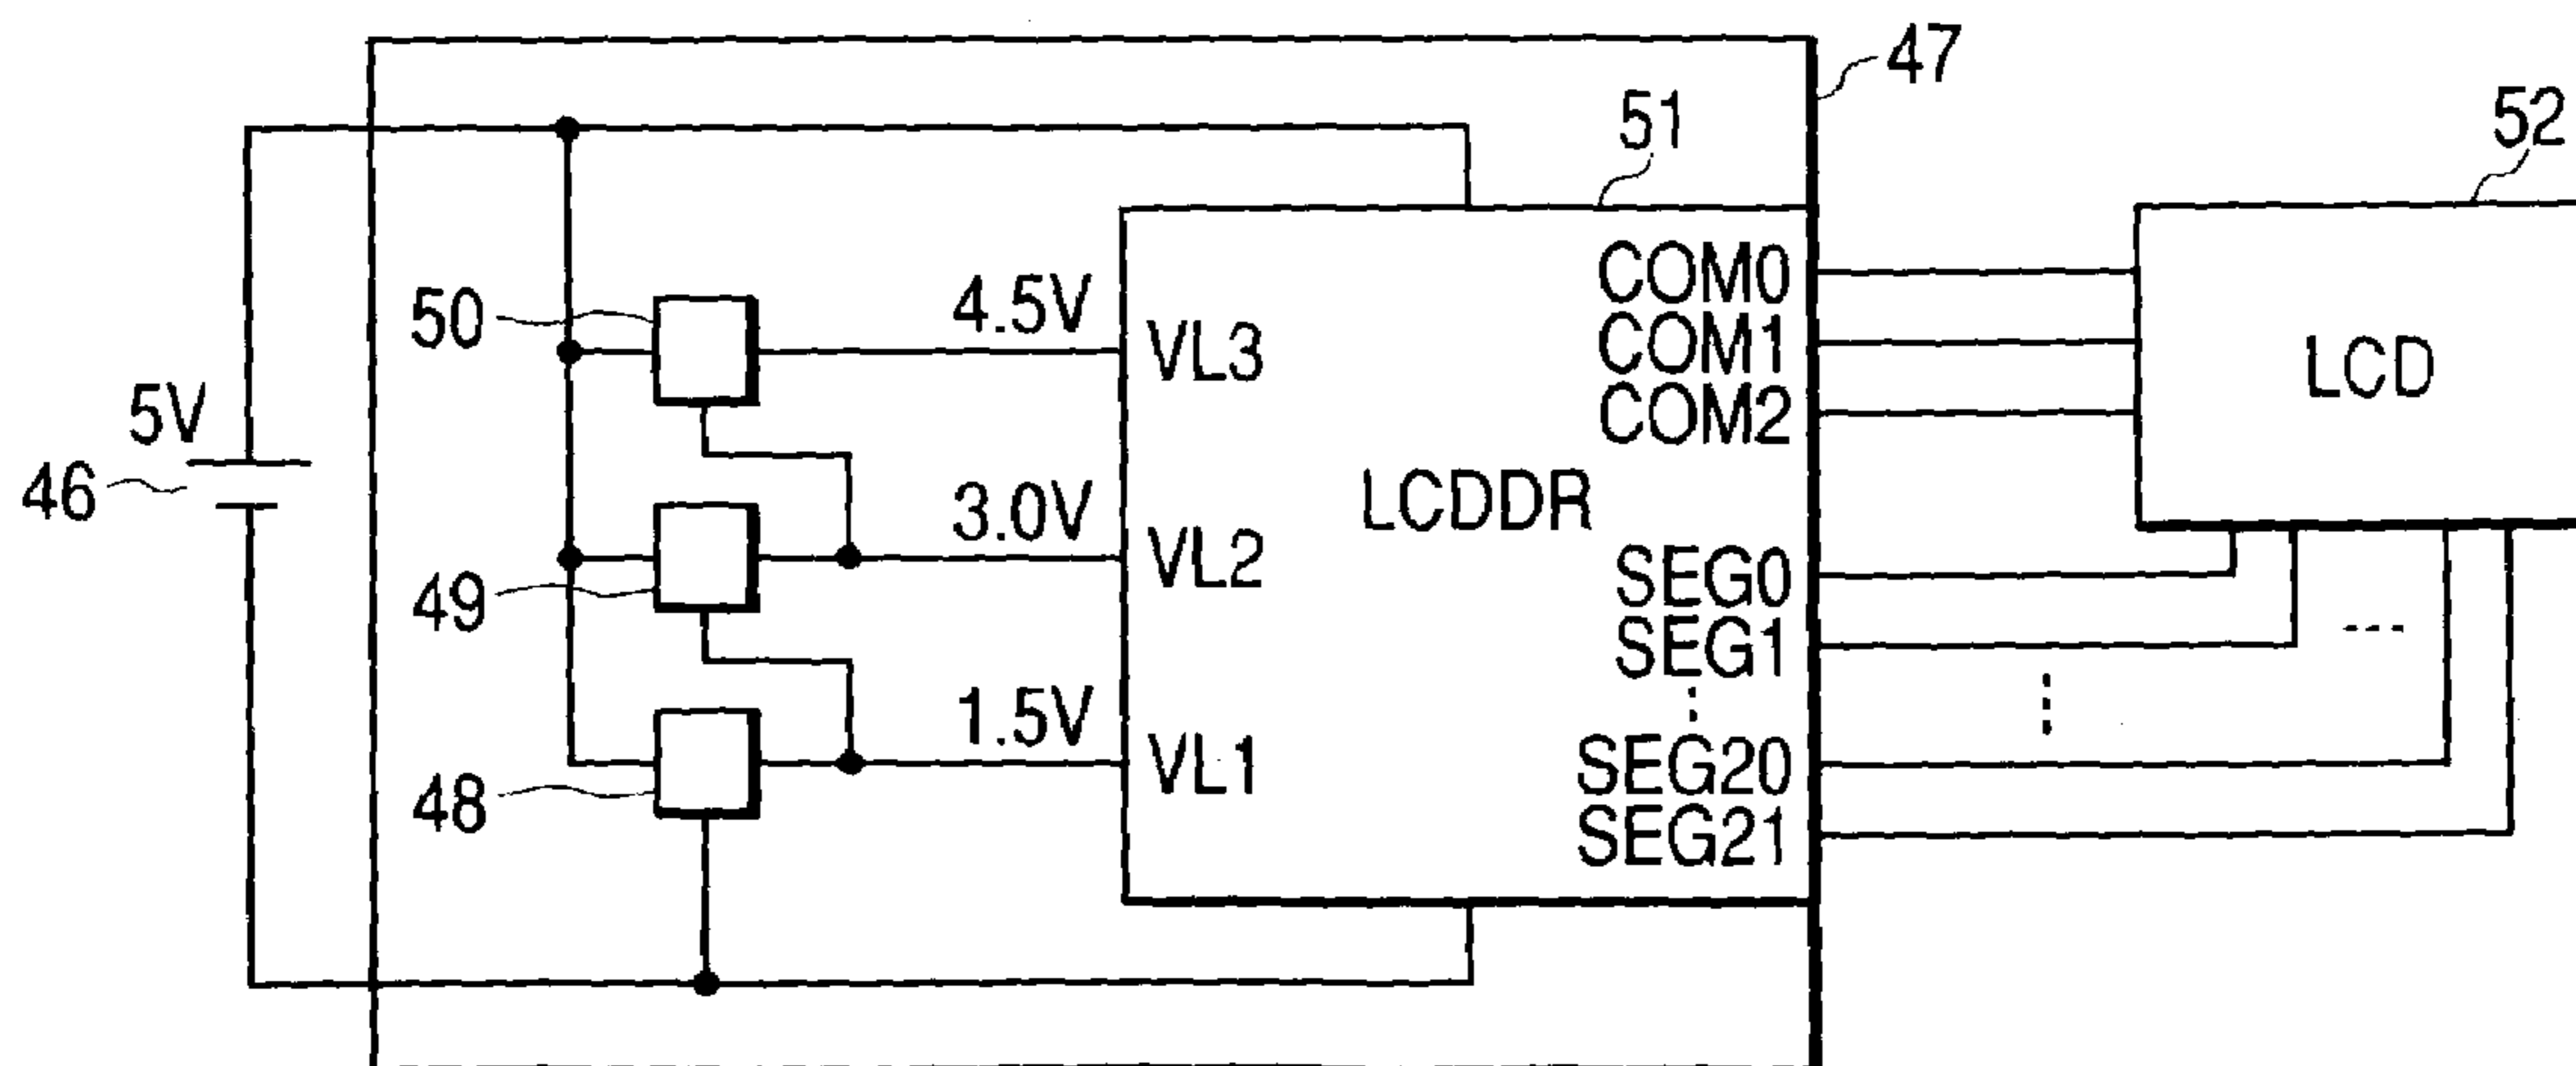 47
51
52
COM0
50
4.5V
VL3
COM1
LCD
5V
COM2
46
3.0V
LCDDR
49
VL2
SEG0
SEG1
1.5V
48
VL1
SEG20
SEG21